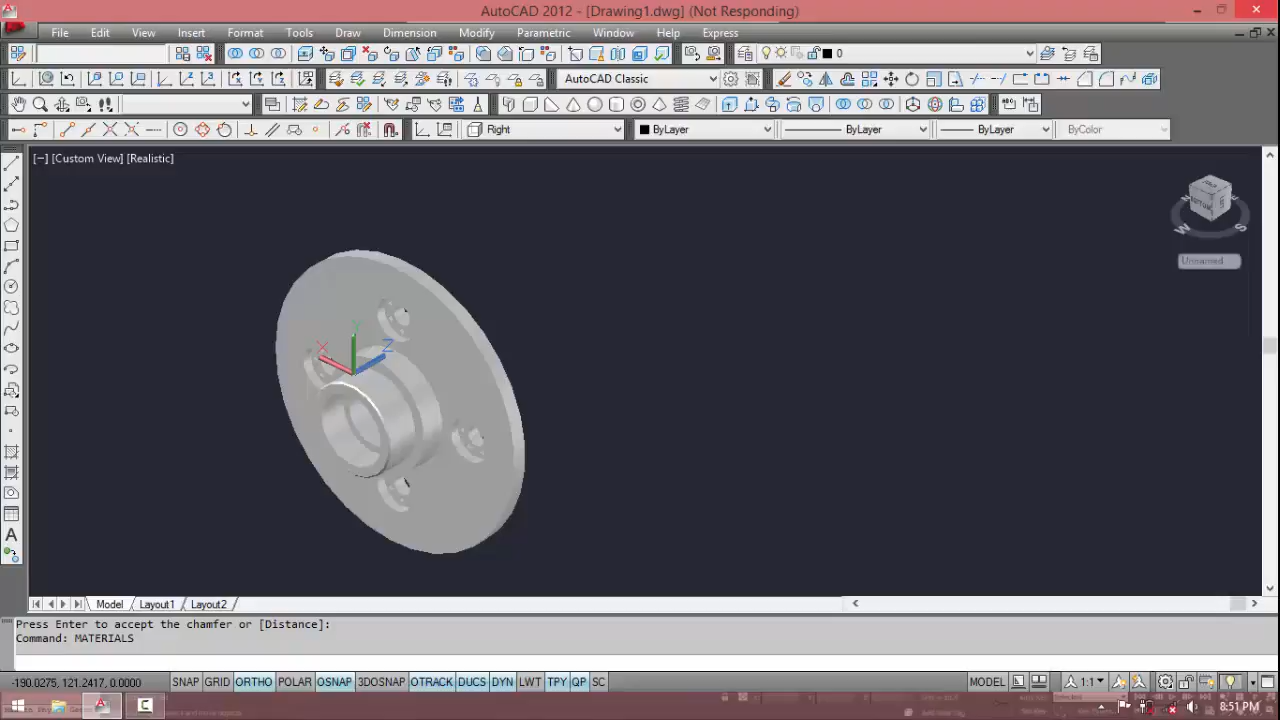 AutoCAD 2012 - [Drawing1.dwg] (Not Responding)
File Edit View Insert Format Tools Draw Dimension Modify Parametric Window Help Express
0
AutoCAD Classic
Right ByLayer ByLayer ByLayer ByColor
[−] [Custom View] [Realistic]
W S
Unnamed
Y
X Z
Model Layout1 Layout2
Press Enter to accept the chamfer or [Distance]:
Command: MATERIALS
-190.0275, 121.2417, 0.0000 SNAP GRID ORTHO POLAR OSNAP 3DOSNAP OTRACK DUCS DYN LWT TPY QP SC MODEL 1:1
8:51 PM